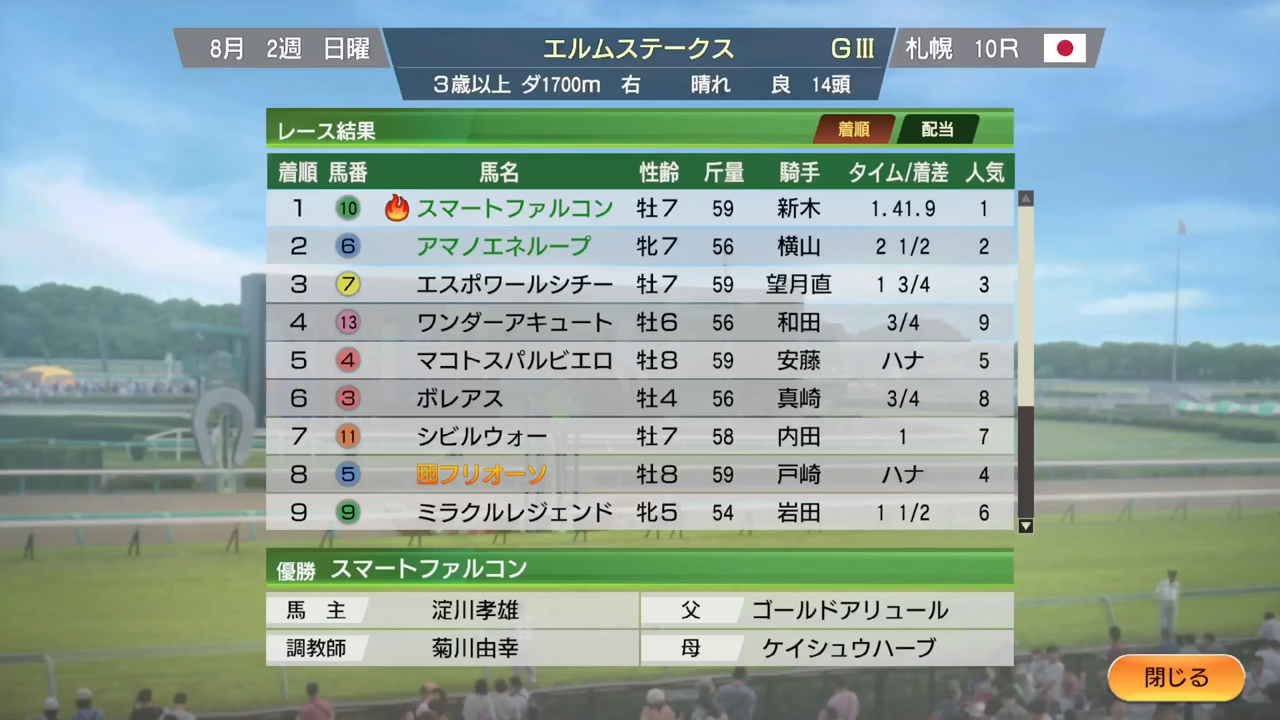 8月 2週 日曜 エルムステークス GⅢ 札幌 10R
3歳以上 ダ1700m 右 晴れ 良 14頭
レース結果 着順 配当
着順 馬番 馬名 性齢 斤量 騎手 タイム/着差 人気
1 10 スマートファルコン 牡7 59 新木 1.41.9 1
2 6 アマノエネループ 牝7 56 横山 2 1/2 2
3 7 エスポワールシチー 牡7 59 望月直 1 3/4 3
4 13 ワンダーアキュート 牡6 56 和田 3/4 9
5 4 マコトスパルビエロ 牡8 59 安藤 ハナ 5
6 3 ボレアス 牡4 56 真崎 3/4 8
7 11 シビルウォー 牡7 58 内田 1 7
8 5 地フリオーソ 牡8 59 戸崎 ハナ 4
9 9 ミラクルレジェンド 牝5 54 岩田 1 1/2 6
優勝 スマートファルコン
馬主 淀川孝雄 父 ゴールドアリュール
調教師 菊川由幸 母 ケイシュウハーブ
閉じる